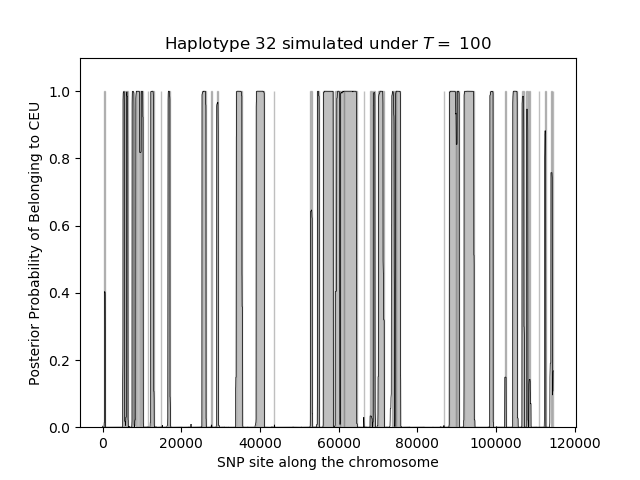 Haplotype 32 simulated under T = 100
Posterior Probability of Belonging to CEU
1.0
0.8
0.6
0.4
0.2
0.0
0 20000 40000 60000 80000 100000 120000
SNP site along the chromosome